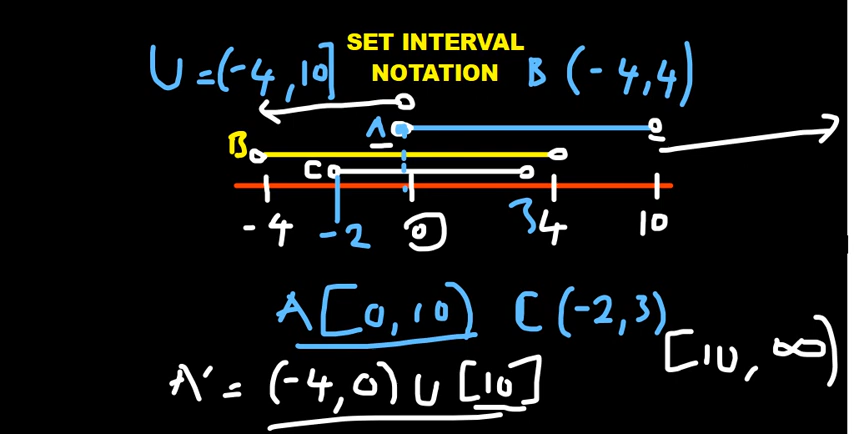 SET INTERVAL
NOTATION
U = (-4, 10]
B (-4, 4)
A
B
C
-4 -2 0 3 4 10
A [0, 10) C (-2, 3)
[10, ∞)
A' = (-4, 0) U [10]